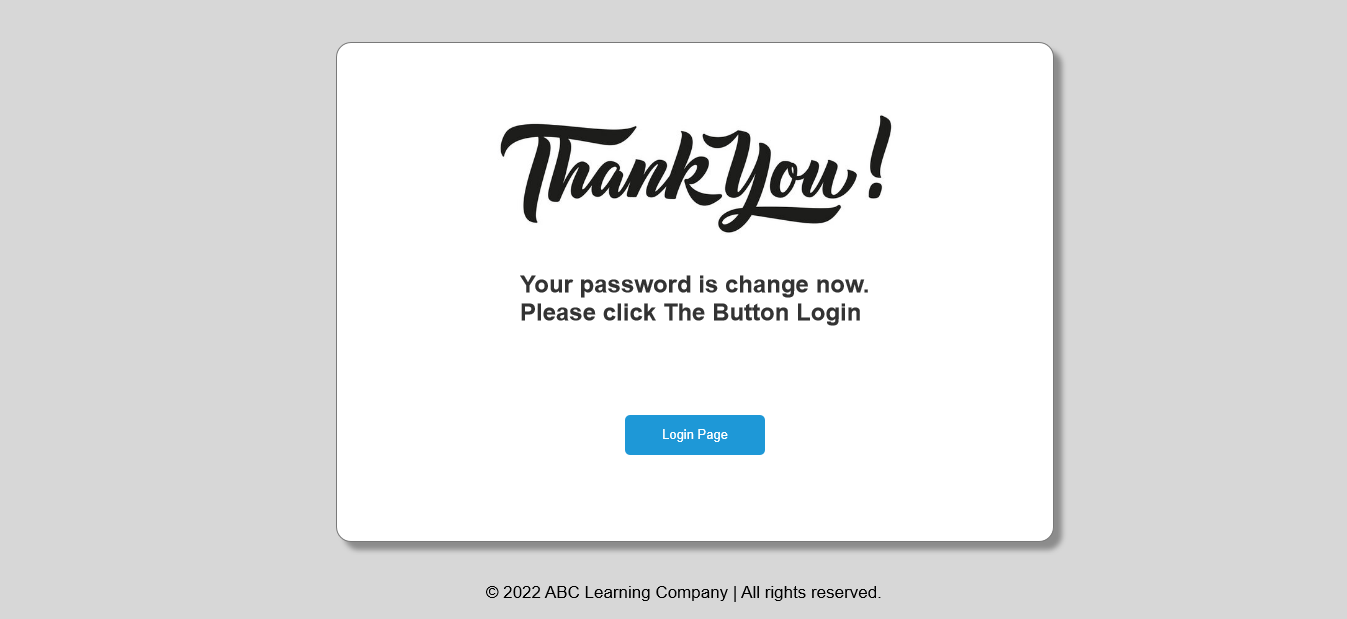 Thank You!
Your password is change now.
Please click The Button Login
Login Page
© 2022 ABC Learning Company | All rights reserved.